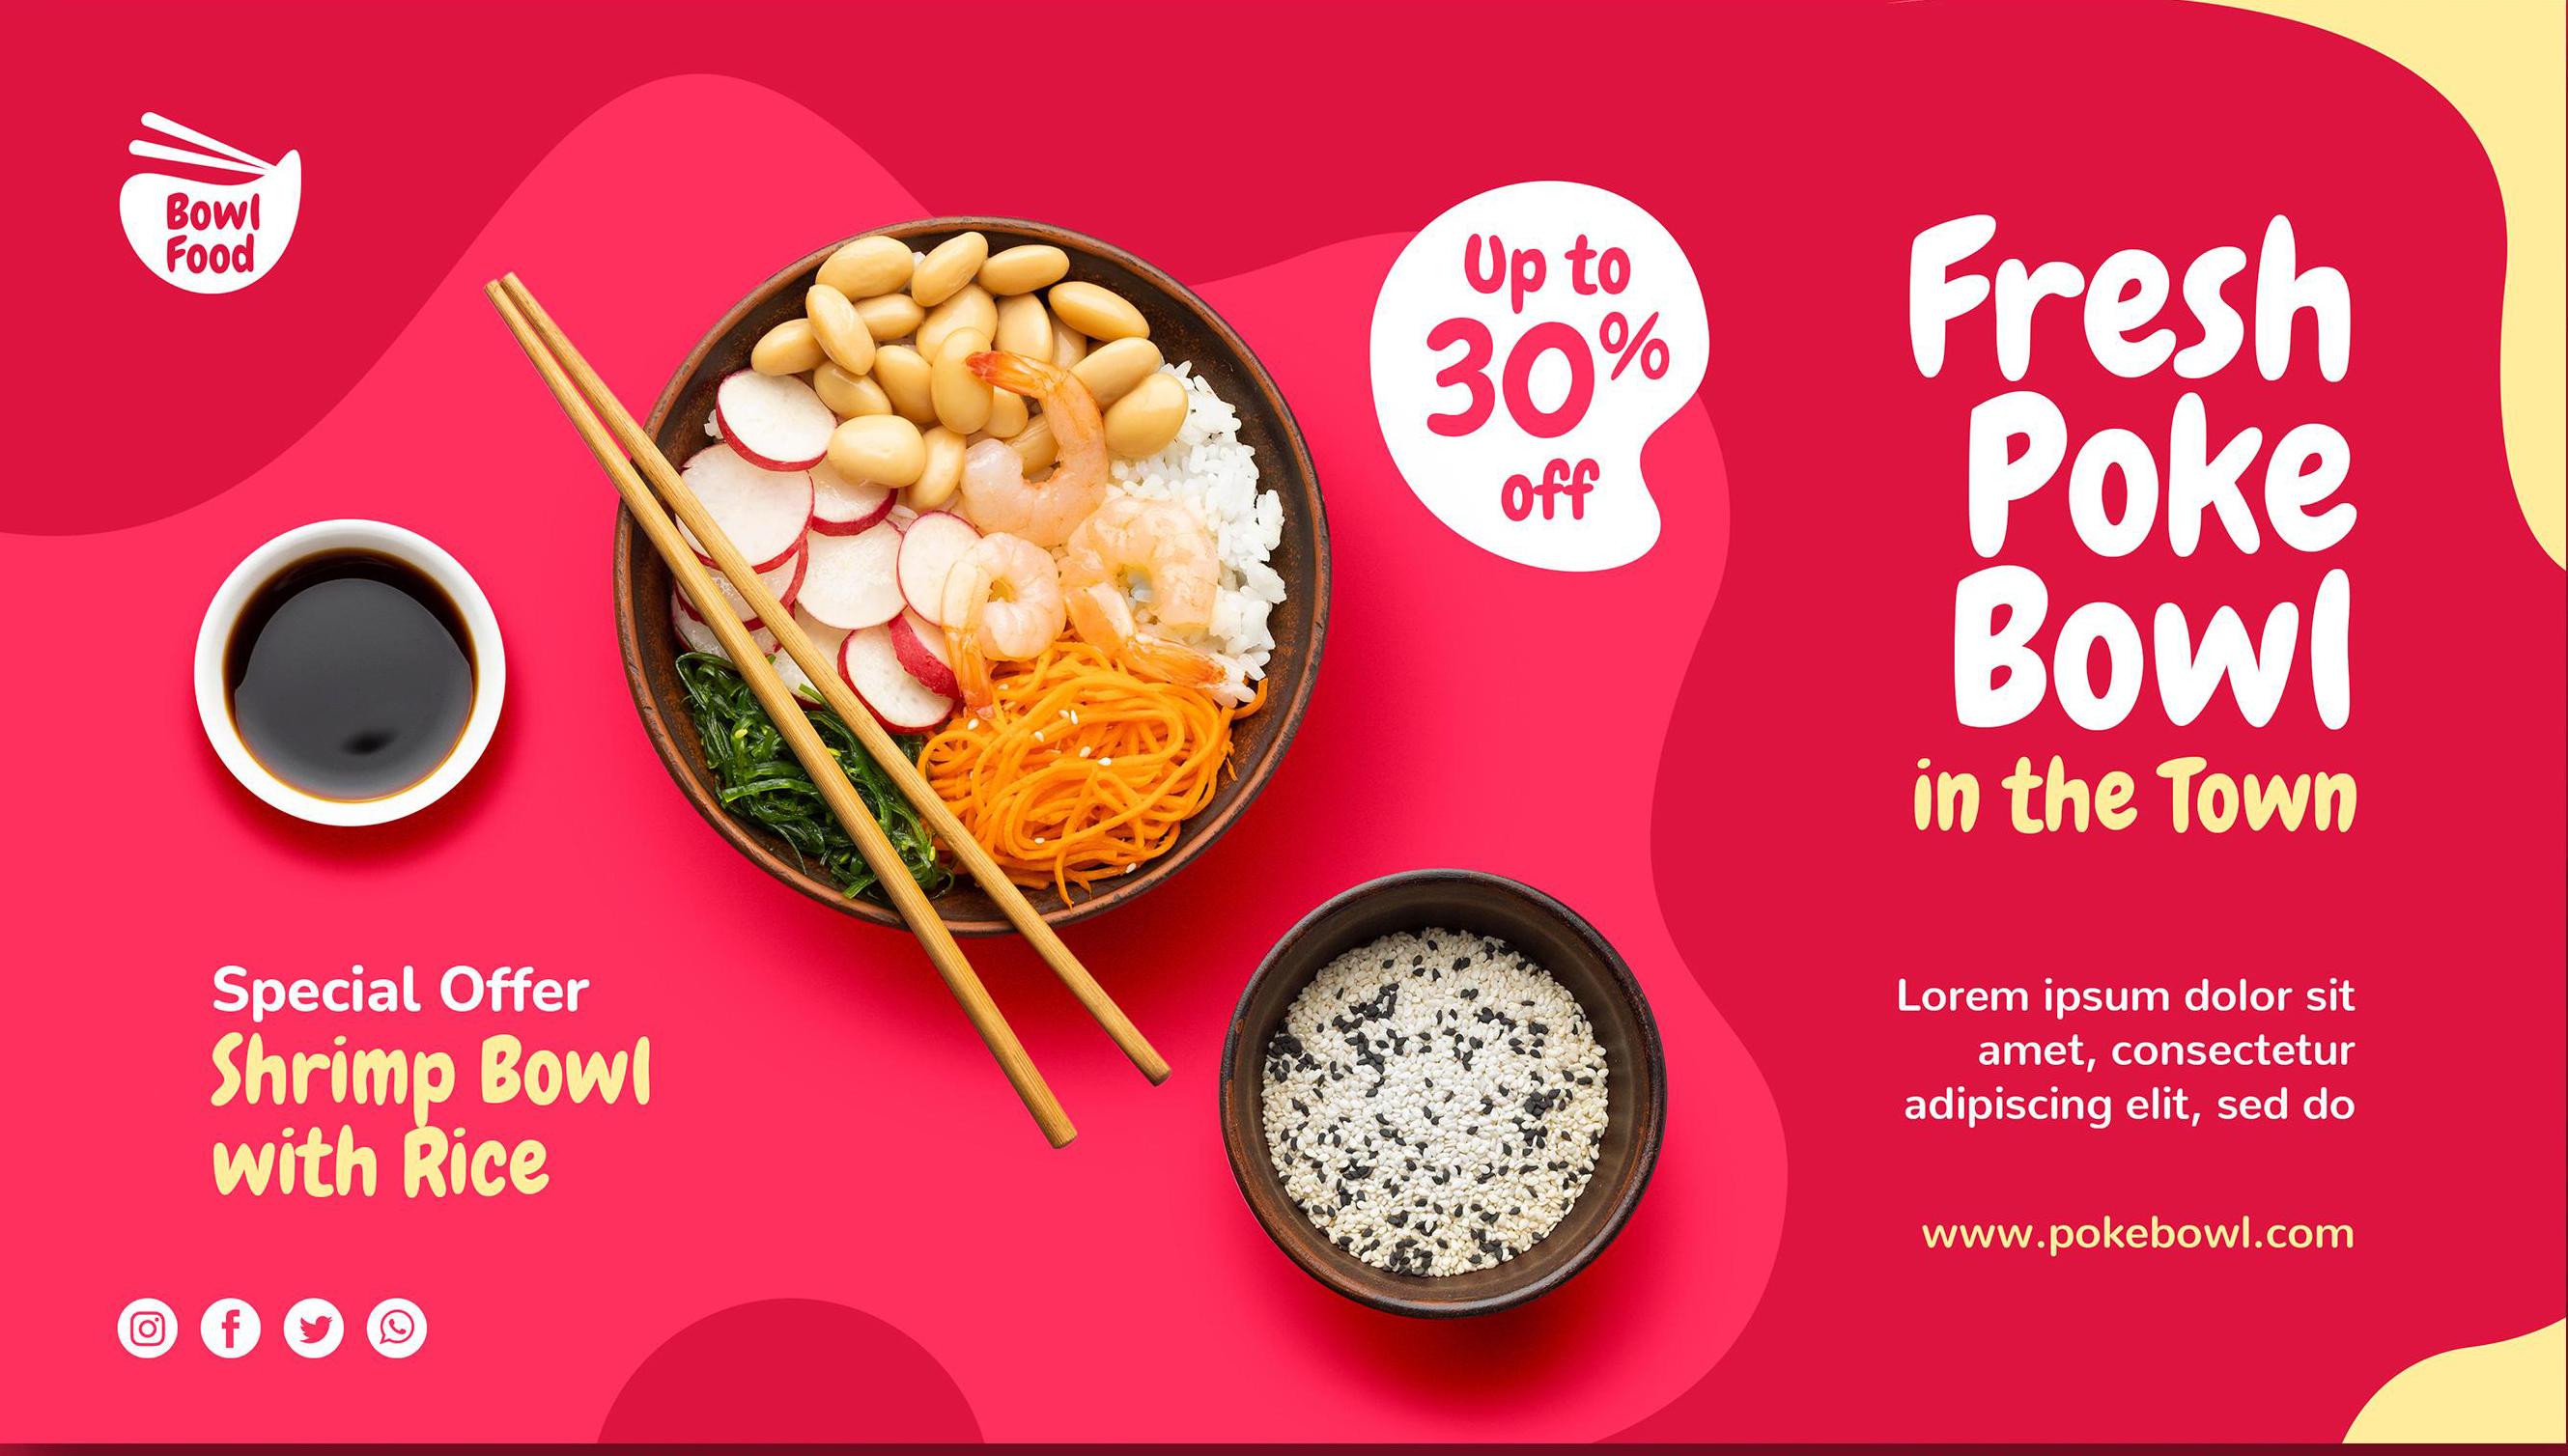 Bowl
Food
Up to
30%
off
Fresh
Poke
Bowl
in the Town
Special Offer
Shrimp Bowl
with Rice
Lorem ipsum dolor sit
amet, consectetur
adipiscing elit, sed do
www.pokebowl.com